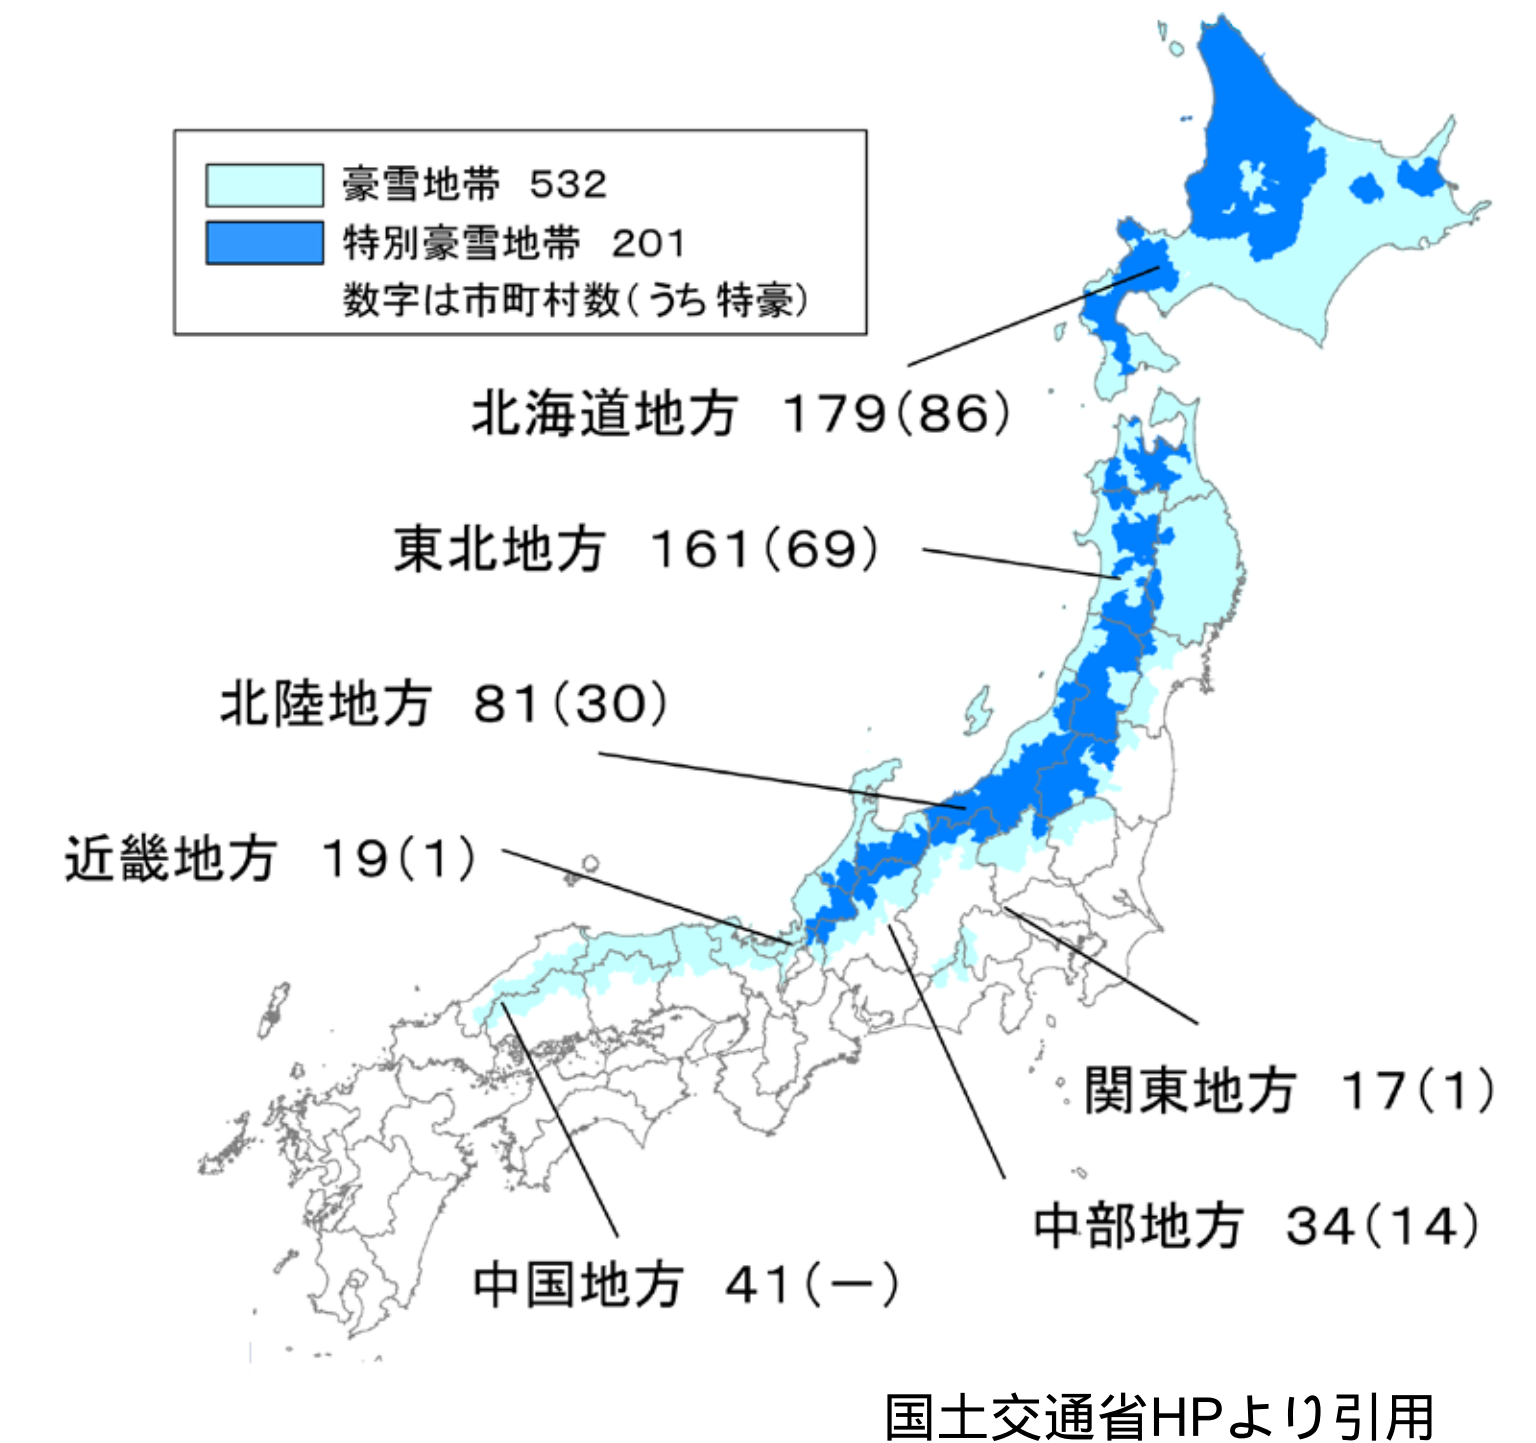 豪雪地帯　532
特別豪雪地帯　201
数字は市町村数（うち特豪）
北海道地方　179（86）
東北地方　161（69）
北陸地方　81（30）
近畿地方　19（1）
関東地方　17（1）
中部地方　34（14）
中国地方　41（ー）
国土交通省HPより引用